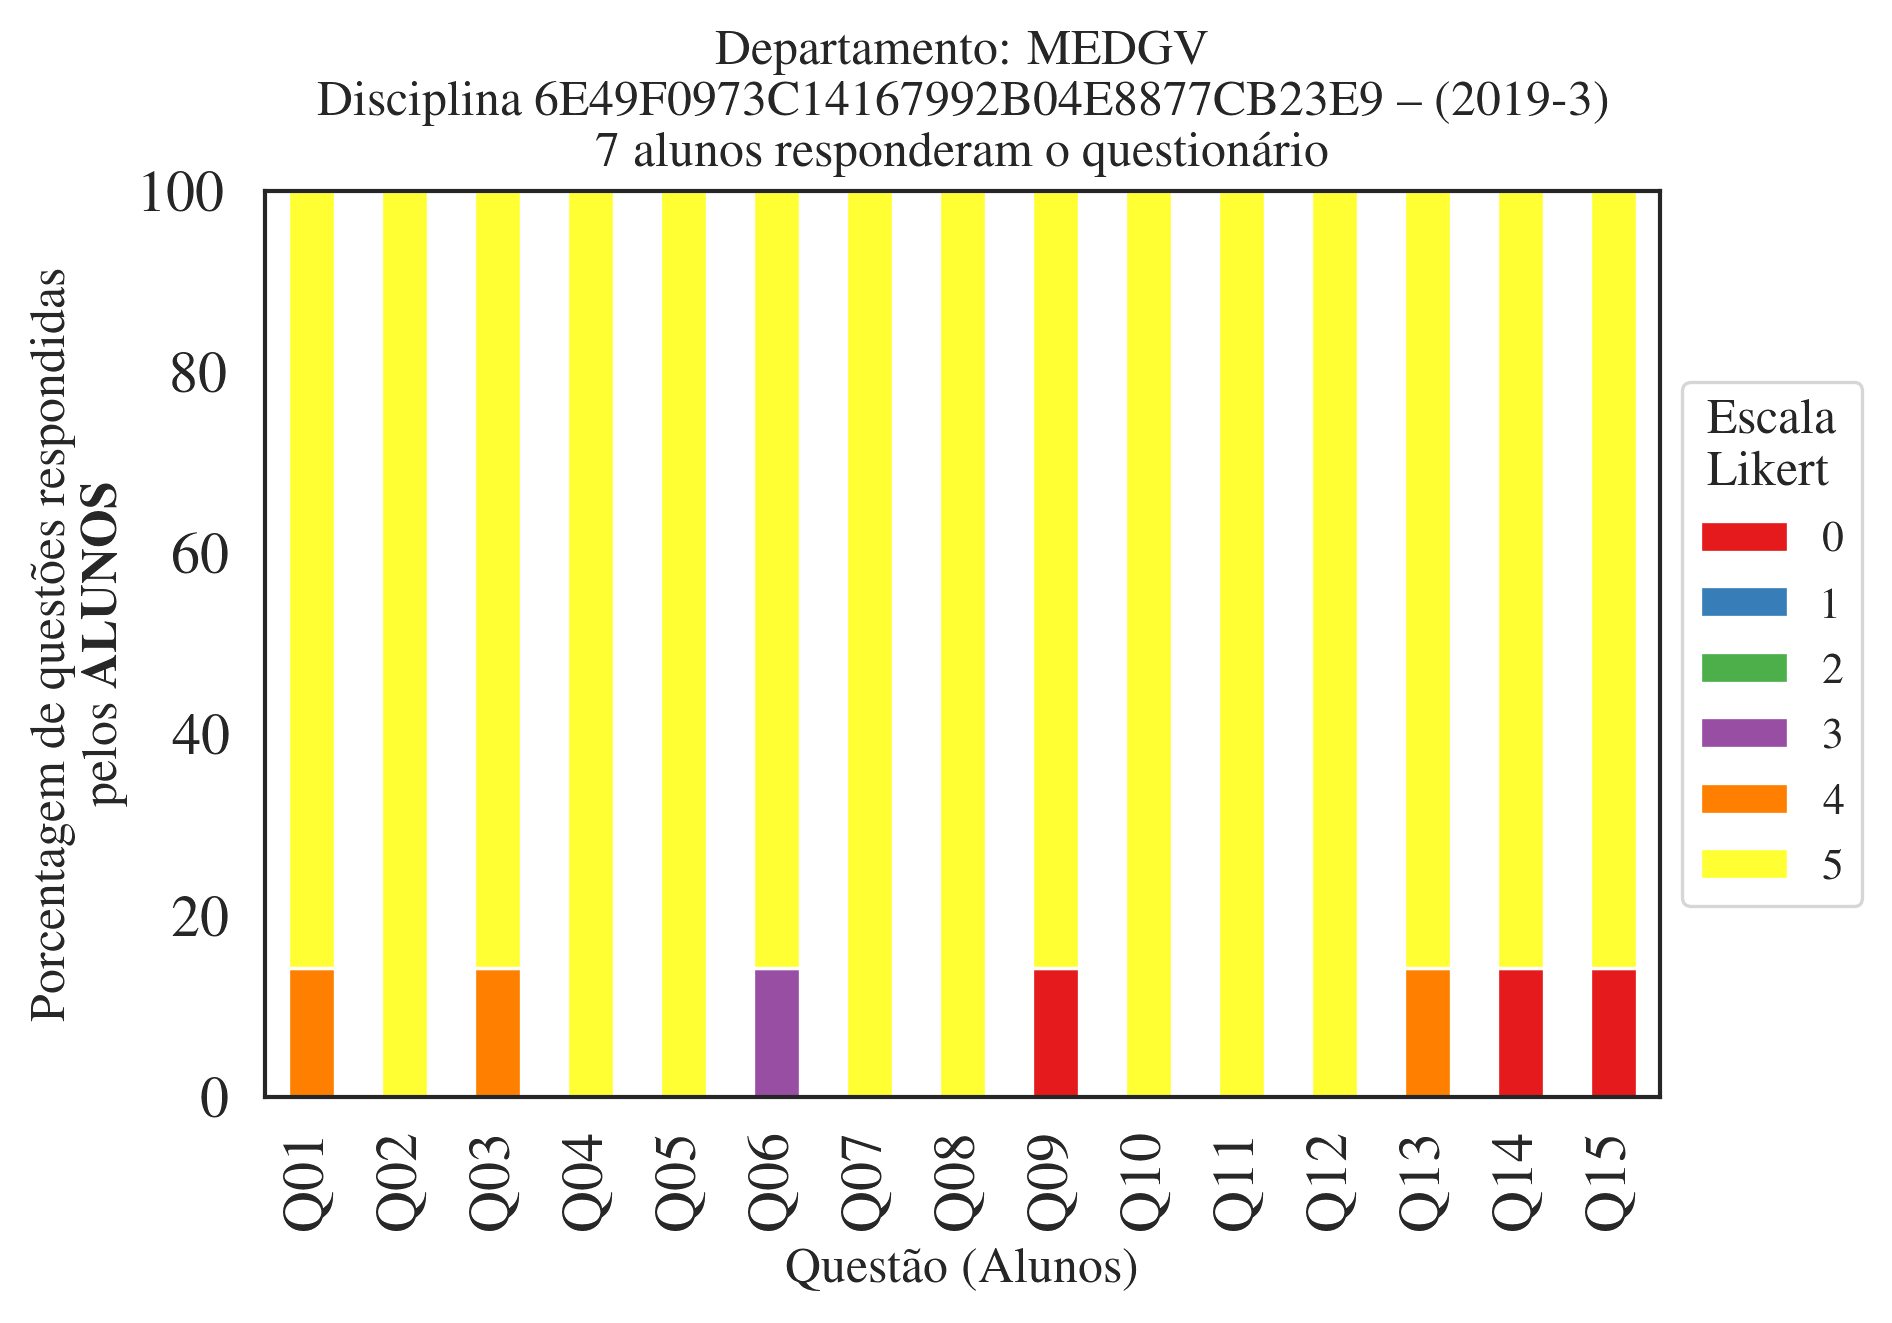 Departamento: MEDGV
Disciplina 6E49F0973C14167992B04E8877CB23E9 – (2019-3)
7 alunos responderam o questionário
Porcentagem de questões respondidas
pelos ALUNOS
100
80
60
40
20
0
Q01
Q02
Q03
Q04
Q05
Q06
Q07
Q08
Q09
Q10
Q11
Q12
Q13
Q14
Q15
Questão (Alunos)
Escala
Likert
0
1
2
3
4
5